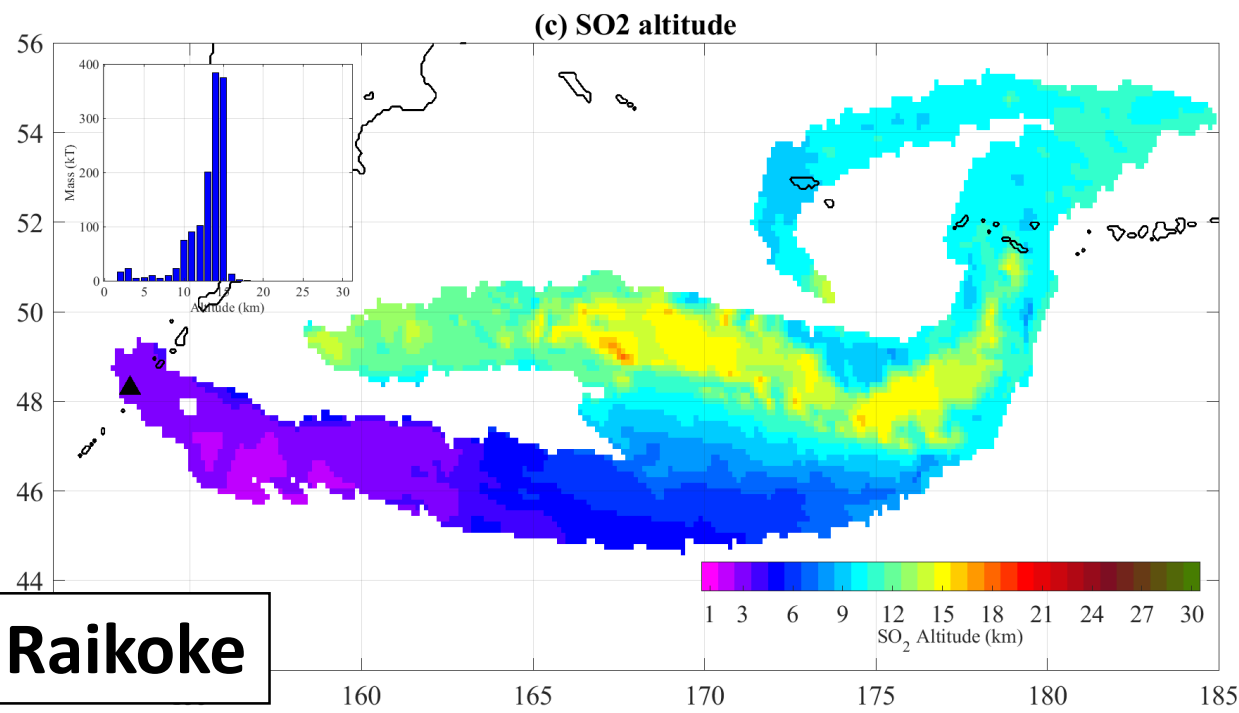 (c) SO2 altitude
56
54
52
50
48
46
44
400
300
200
100
0
Mass (kT)
0 5 10 15 20 25 30
Altitude (km)
1 3 6 9 12 15 18 21 24 27 30
SO2 Altitude (km)
Raikoke
160 165 170 175 180 185